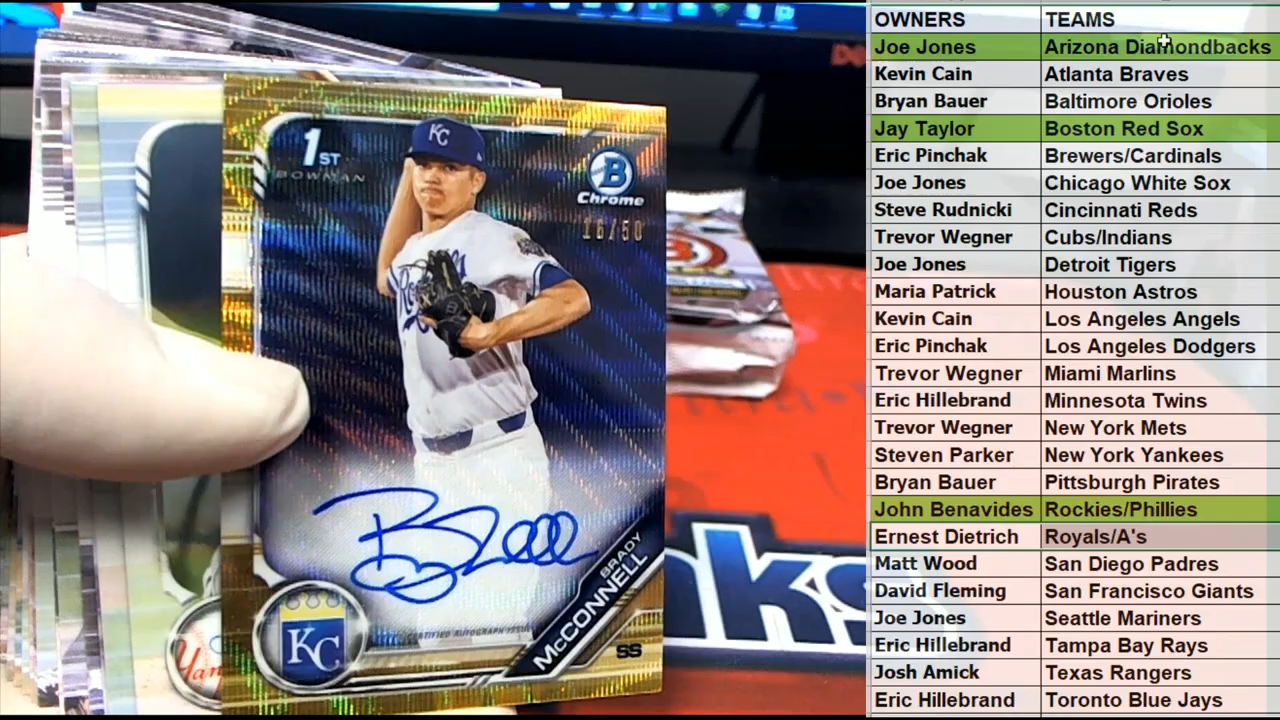 KC
1ST
BOWMAN
B
Chrome
16/50
Royals
CERTIFIED AUTOGRAPH ISSUE
BRADY
McCONNELL
SS
KC
Yan
nks
OWNERS TEAMS
Joe Jones Arizona Diamondbacks
Kevin Cain Atlanta Braves
Bryan Bauer Baltimore Orioles
Jay Taylor Boston Red Sox
Eric Pinchak Brewers/Cardinals
Joe Jones Chicago White Sox
Steve Rudnicki Cincinnati Reds
Trevor Wegner Cubs/Indians
Joe Jones Detroit Tigers
Maria Patrick Houston Astros
Kevin Cain Los Angeles Angels
Eric Pinchak Los Angeles Dodgers
Trevor Wegner Miami Marlins
Eric Hillebrand Minnesota Twins
Trevor Wegner New York Mets
Steven Parker New York Yankees
Bryan Bauer Pittsburgh Pirates
John Benavides Rockies/Phillies
Ernest Dietrich Royals/A's
Matt Wood San Diego Padres
David Fleming San Francisco Giants
Joe Jones Seattle Mariners
Eric Hillebrand Tampa Bay Rays
Josh Amick Texas Rangers
Eric Hillebrand Toronto Blue Jays